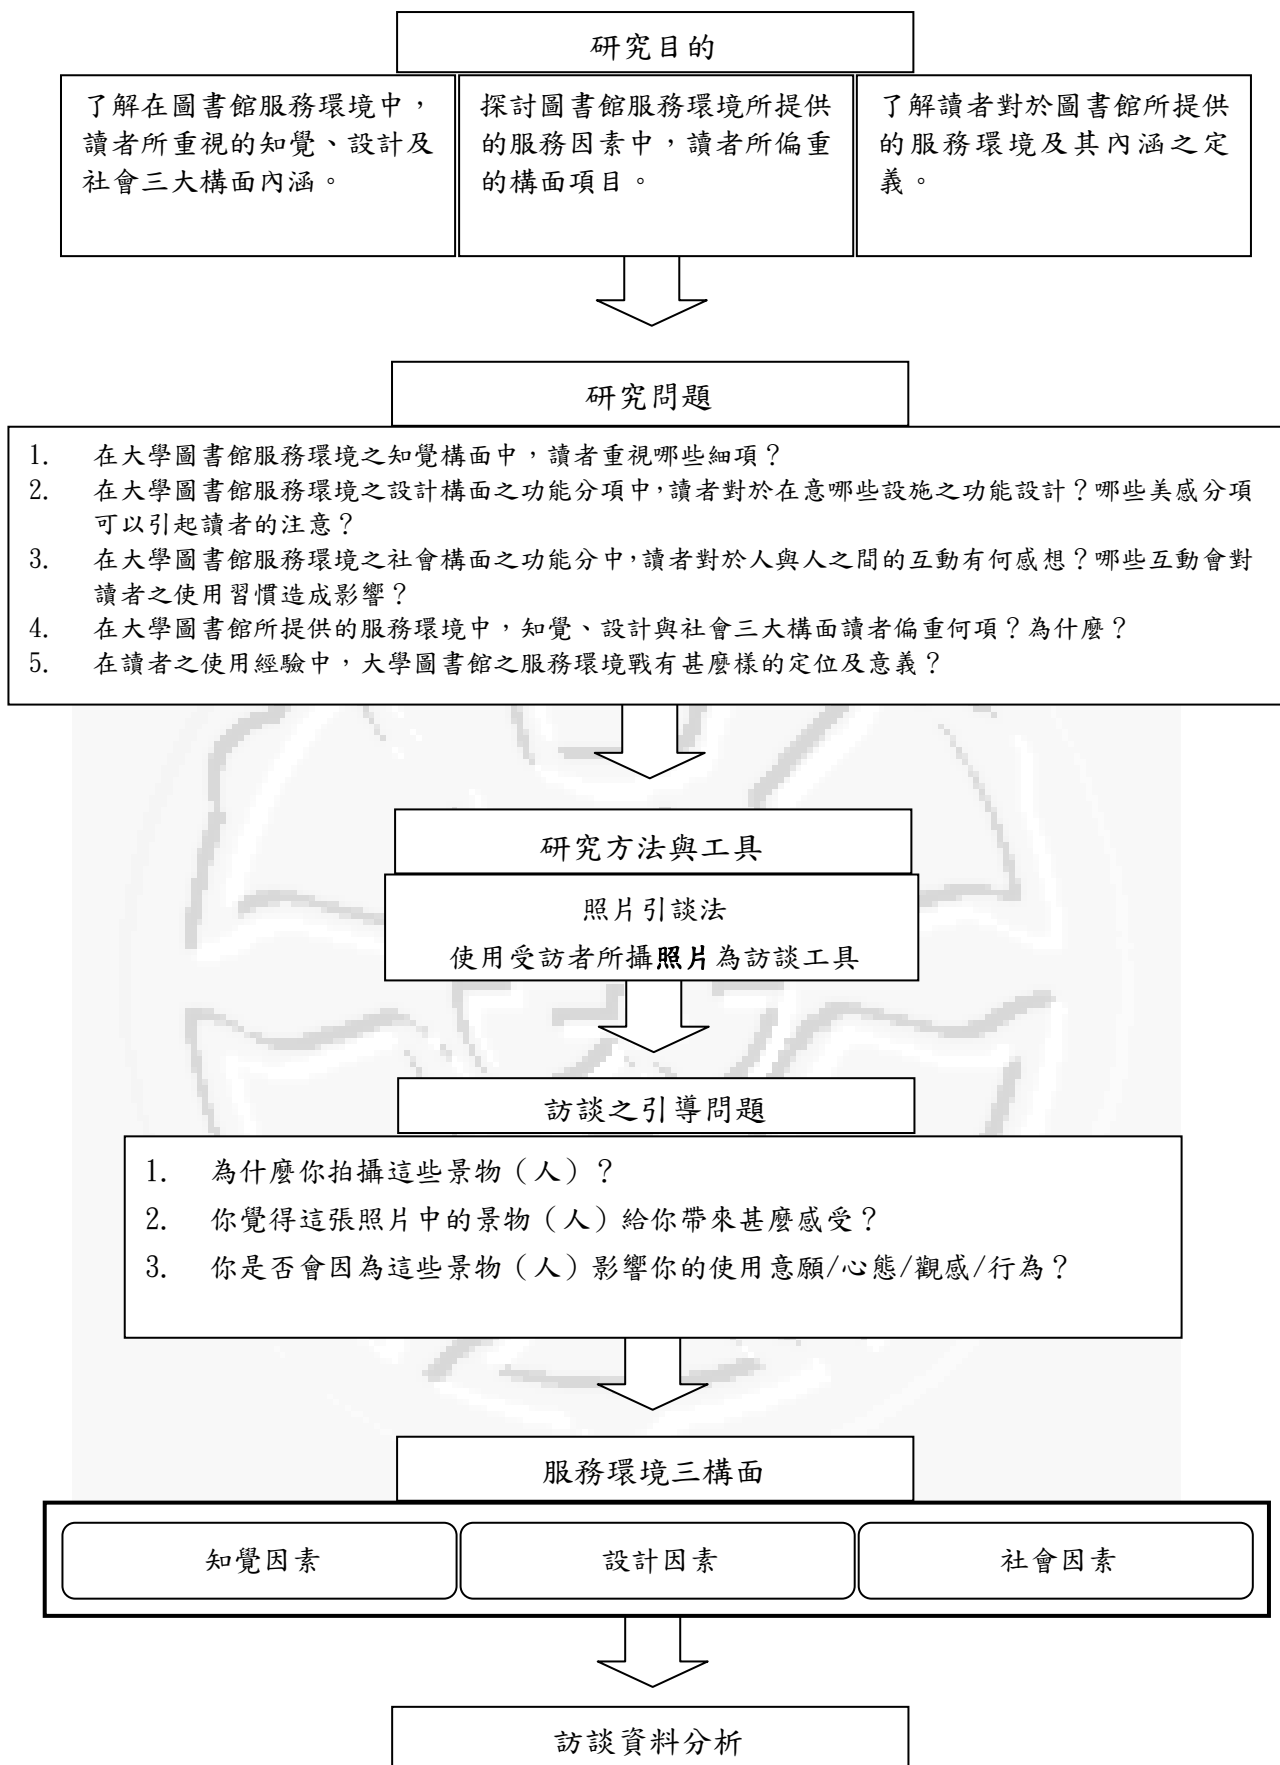 研究目的
了解在圖書館服務環境中，
讀者所重視的知覺、設計及
社會三大構面內涵。
探討圖書館服務環境所提供
的服務因素中，讀者所偏重
的構面項目。
了解讀者對於圖書館所提供
的服務環境及其內涵之定
義。
研究問題
1. 在大學圖書館服務環境之知覺構面中，讀者重視哪些細項？
2. 在大學圖書館服務環境之設計構面之功能分項中，讀者對於在意哪些設施之功能設計？哪些美感分項
可以引起讀者的注意？
3. 在大學圖書館服務環境之社會構面之功能分中，讀者對於人與人之間的互動有何感想？哪些互動會對
讀者之使用習慣造成影響？
4. 在大學圖書館所提供的服務環境中，知覺、設計與社會三大構面讀者偏重何項？為什麼？
5. 在讀者之使用經驗中，大學圖書館之服務環境戰有甚麼樣的定位及意義？
研究方法與工具
照片引談法
使用受訪者所攝照片為訪談工具
訪談之引導問題
1. 為什麼你拍攝這些景物（人）？
2. 你覺得這張照片中的景物（人）給你帶來甚麼感受？
3. 你是否會因為這些景物（人）影響你的使用意願/心態/觀感/行為？
服務環境三構面
知覺因素
設計因素
社會因素
訪談資料分析